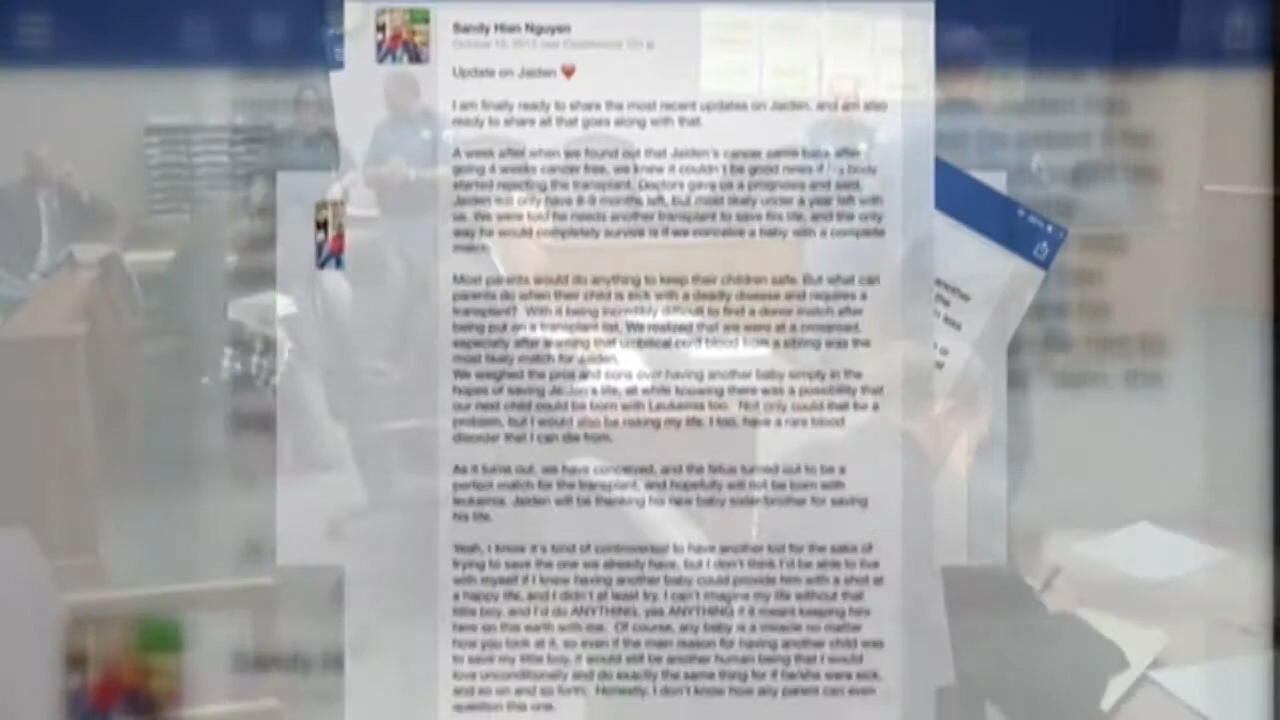 Sandy Hien Nguyen
Update on Jaiden ❤
I am finally ready to share the most recent updates on Jaiden, and am also
ready to share all that goes along with that.
A week after when we found out that Jaiden's cancer came back after
going 4 weeks cancer free, we knew it couldn't be good news if his body
started rejecting the transplant. Doctors gave us a prognosis and said,
Jaiden will only have 8-9 months left, but most likely under a year left with
us. We were told he needs another transplant to save his life, and the only
way he would completely survive is if we conceive a baby with a complete
match.
Most parents would do anything to keep their children safe. But what can
parents do when their child is sick with a deadly disease and requires a
transplant? With it being incredibly difficult to find a donor match after
being put on a transplant list, We realized that we were at a crossroad,
especially after learning that umbilical cord blood from a sibling was the
most likely match for Jaiden.
We weighed the pros and cons over having another baby simply in the
hopes of saving Jaiden's life, all while knowing there was a possibility that
our next child could be born with Leukemia too. Not only could that be a
problem, but I would also be risking my life. I too, have a rare blood
disorder that I can die from.
As it turns out, we have conceived, and the fetus turned out to be a
perfect match for the transplant, and hopefully will not be born with
leukemia. Jaiden will be thanking his new baby sister/brother for saving
his life.
Yeah, I know it's kind of controversial to have another kid for the sake of
trying to save the one we already have, but I don't think I'd be able to live
with myself if I knew having another baby could provide him with a shot at
a happy life, and I didn't at least try. I can't imagine my life without that
little boy, and I'd do ANYTHING, yes ANYTHING if it meant keeping him
here on this earth with me. Of course, any baby is a miracle no matter
how you look at it, so even if the main reason for having another child was
to save my little boy, it would still be another human being that I would
love unconditionally and do exactly the same thing for if he/she were sick,
and so on and so forth. Honestly, I don't know how any parent can even
question this one.
another